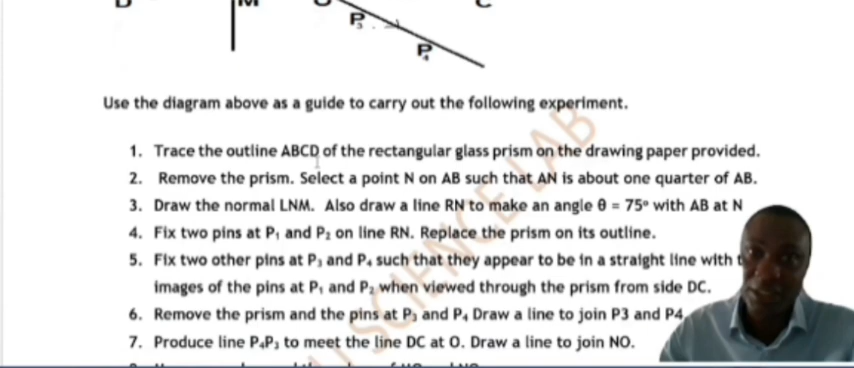 P₃
P₄
Use the diagram above as a guide to carry out the following experiment.
1. Trace the outline ABCD of the rectangular glass prism on the drawing paper provided.
2. Remove the prism. Select a point N on AB such that AN is about one quarter of AB.
3. Draw the normal LNM. Also draw a line RN to make an angle θ = 75° with AB at N
4. Fix two pins at P₁ and P₂ on line RN. Replace the prism on its outline.
5. Fix two other pins at P₃ and P₄ such that they appear to be in a straight line with
images of the pins at P₁ and P₂ when viewed through the prism from side DC.
6. Remove the prism and the pins at P₃ and P₄ Draw a line to join P3 and P4
7. Produce line P₄P₃ to meet the line DC at O. Draw a line to join NO.
SCIENCE LAB